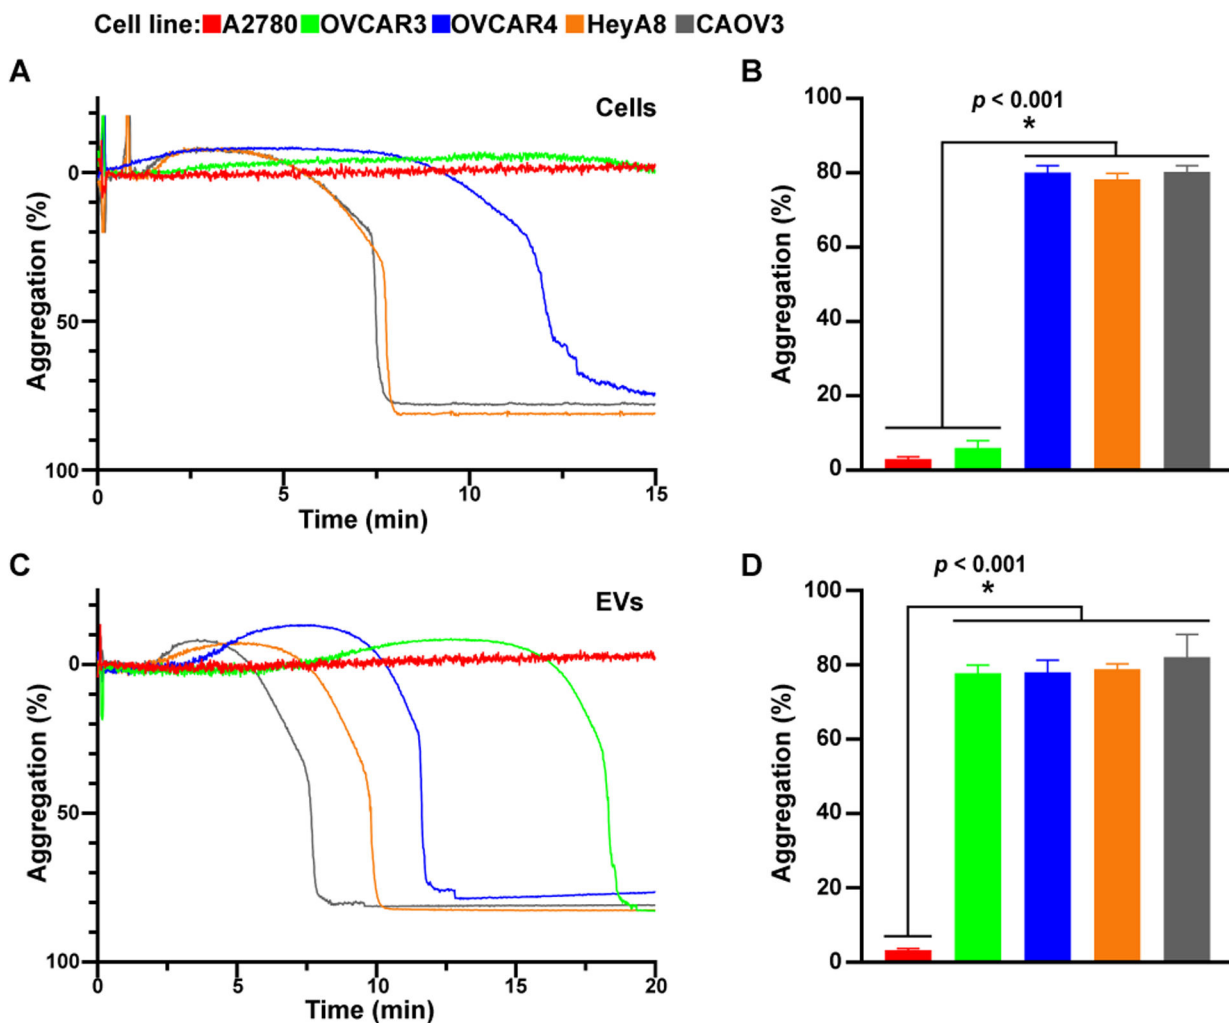 Cell line: A2780 OVCAR3 OVCAR4 HeyA8 CAOV3
A
Cells
Aggregation (%)
0
50
100
0 5 10 15
Time (min)
B
p < 0.001
*
Aggregation (%)
100
80
60
40
20
0
C
EVs
Aggregation (%)
0
50
100
0 5 10 15 20
Time (min)
D
p < 0.001
*
Aggregation (%)
100
80
60
40
20
0